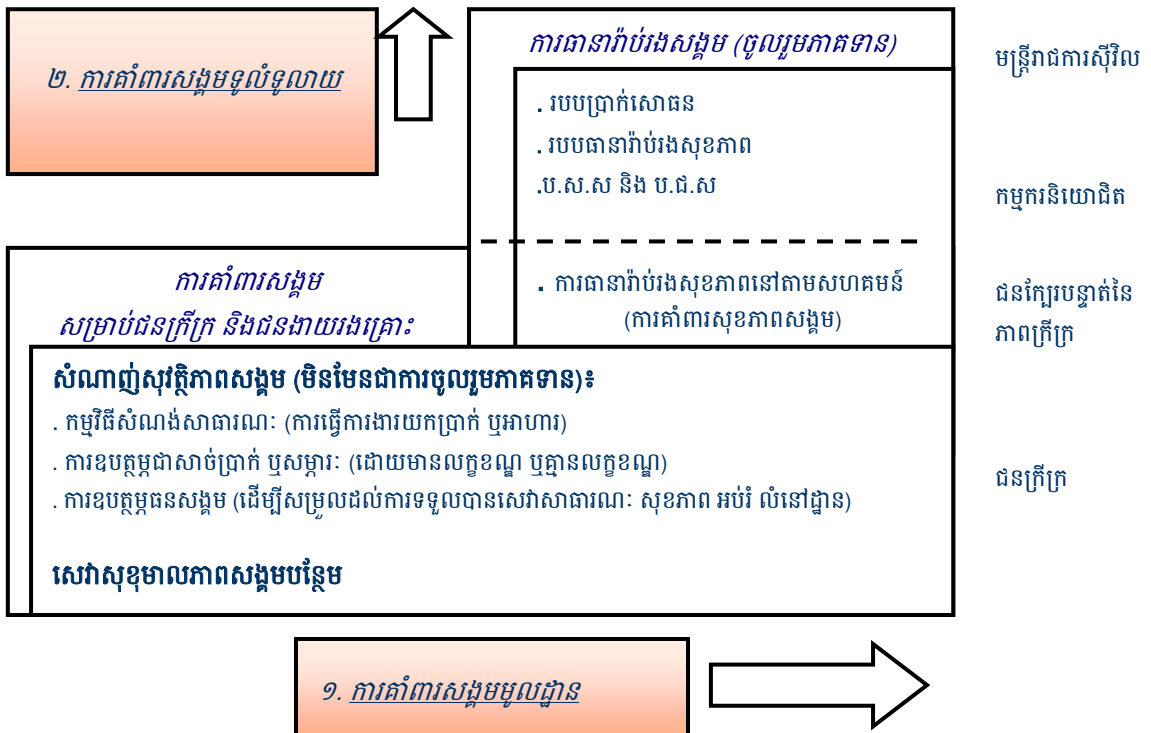 ២. ការគាំពារសង្គមទូលំទូលាយ
ការធានារ៉ាប់រងសង្គម (ចូលរួមភាគទាន)
. របបប្រាក់សោធន
. របបធានារ៉ាប់រងសុខភាព
.ប.ស.ស និង ប.ជ.ស
. ការធានារ៉ាប់រងសុខភាពនៅតាមសហគមន៍
(ការគាំពារសុខភាពសង្គម)
មន្ត្រីរាជការស៊ីវិល
កម្មករនិយោជិត
ជនក្បែរបន្ទាត់នៃ
ភាពក្រីក្រ
ជនក្រីក្រ
ការគាំពារសង្គម
សម្រាប់ជនក្រីក្រ និងជនងាយរងគ្រោះ
សំណាញ់សុវត្ថិភាពសង្គម (មិនមែនជាការចូលរួមភាគទាន)៖
. កម្មវិធីសំណង់សាធារណៈ (ការធ្វើការងារយកប្រាក់ ឬអាហារ)
. ការឧបត្ថម្ភជាសាច់ប្រាក់ ឬសម្ភារៈ (ដោយមានលក្ខខណ្ឌ ឬគ្មានលក្ខខណ្ឌ)
. ការឧបត្ថម្ភធនសង្គម (ដើម្បីសម្រួលដល់ការទទួលបានសេវាសាធារណៈ សុខភាព អប់រំ លំនៅដ្ឋាន)
សេវាសុខុមាលភាពសង្គមបន្ថែម
១. ការគាំពារសង្គមមូលដ្ឋាន